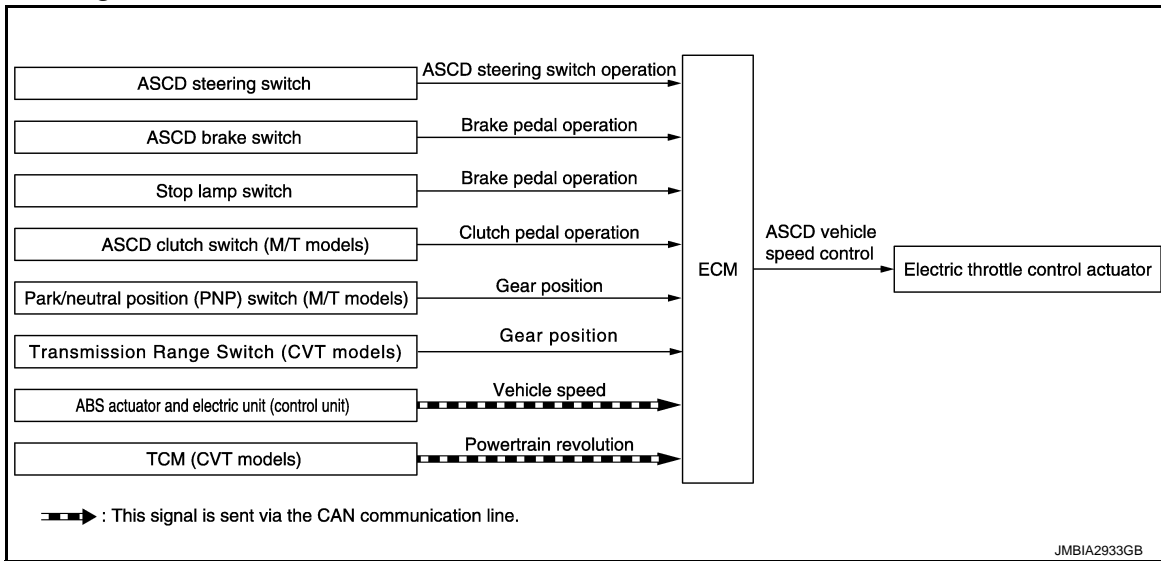 ASCD steering switch
ASCD steering switch operation
ASCD brake switch
Brake pedal operation
Stop lamp switch
Brake pedal operation
ASCD clutch switch (M/T models)
Clutch pedal operation
Park/neutral position (PNP) switch (M/T models)
Gear position
Transmission Range Switch (CVT models)
Gear position
ABS actuator and electric unit (control unit)
Vehicle speed
TCM (CVT models)
Powertrain revolution
ECM
ASCD vehicle
speed control
Electric throttle control actuator
: This signal is sent via the CAN communication line.
JMBIA2933GB